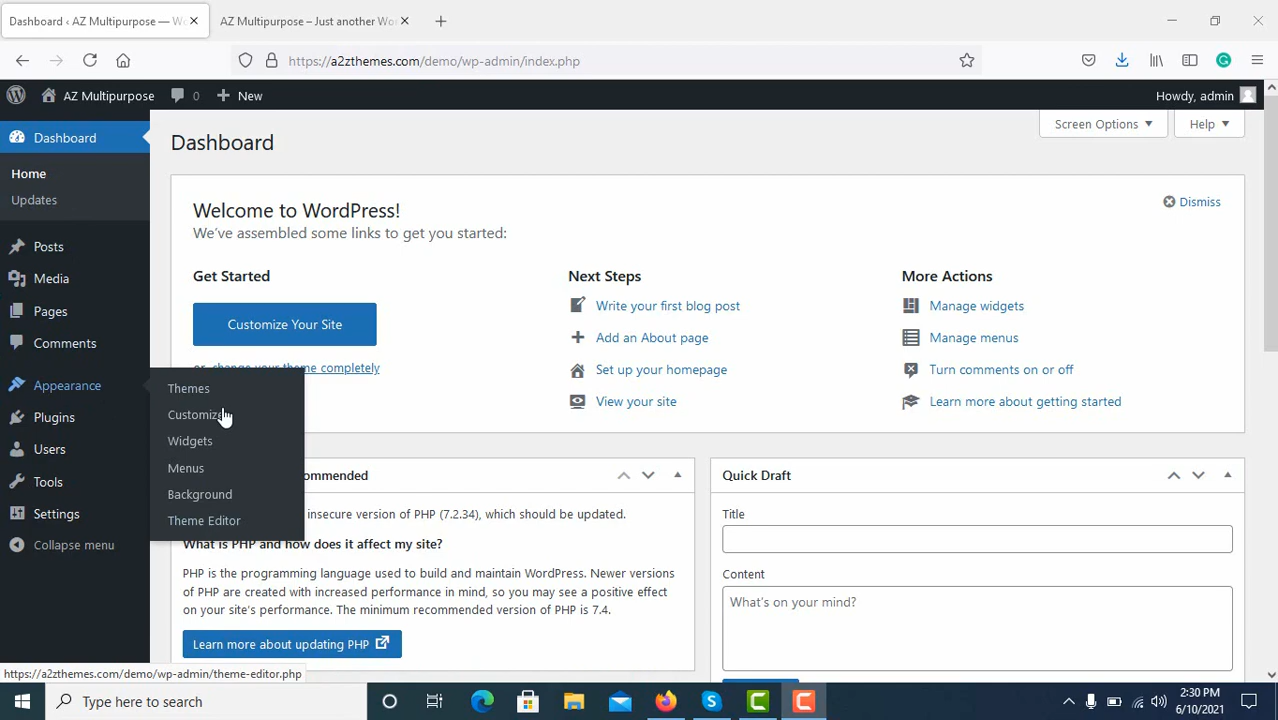 Dashboard ‹ AZ Multipurpose — Wo
AZ Multipurpose – Just another Wor
https://a2zthemes.com/demo/wp-admin/index.php
AZ Multipurpose
0
New
Howdy, admin
Dashboard
Home
Updates
Posts
Media
Pages
Comments
Appearance
Plugins
Users
Tools
Settings
Collapse menu
Themes
Customize
Widgets
Menus
Background
Theme Editor
Dashboard
Screen Options
Help
Welcome to WordPress!
We've assembled some links to get you started:
Dismiss
Get Started
Customize Your Site
or, change your theme completely
Next Steps
Write your first blog post
Add an About page
Set up your homepage
View your site
More Actions
Manage widgets
Manage menus
Turn comments on or off
Learn more about getting started
ommended
insecure version of PHP (7.2.34), which should be updated.
What is PHP and how does it affect my site?
PHP is the programming language used to build and maintain WordPress. Newer versions
of PHP are created with increased performance in mind, so you may see a positive effect
on your site's performance. The minimum recommended version of PHP is 7.4.
Learn more about updating PHP
Quick Draft
Title
Content
What's on your mind?
https://a2zthemes.com/demo/wp-admin/theme-editor.php
Type here to search
2:30 PM
6/10/2021